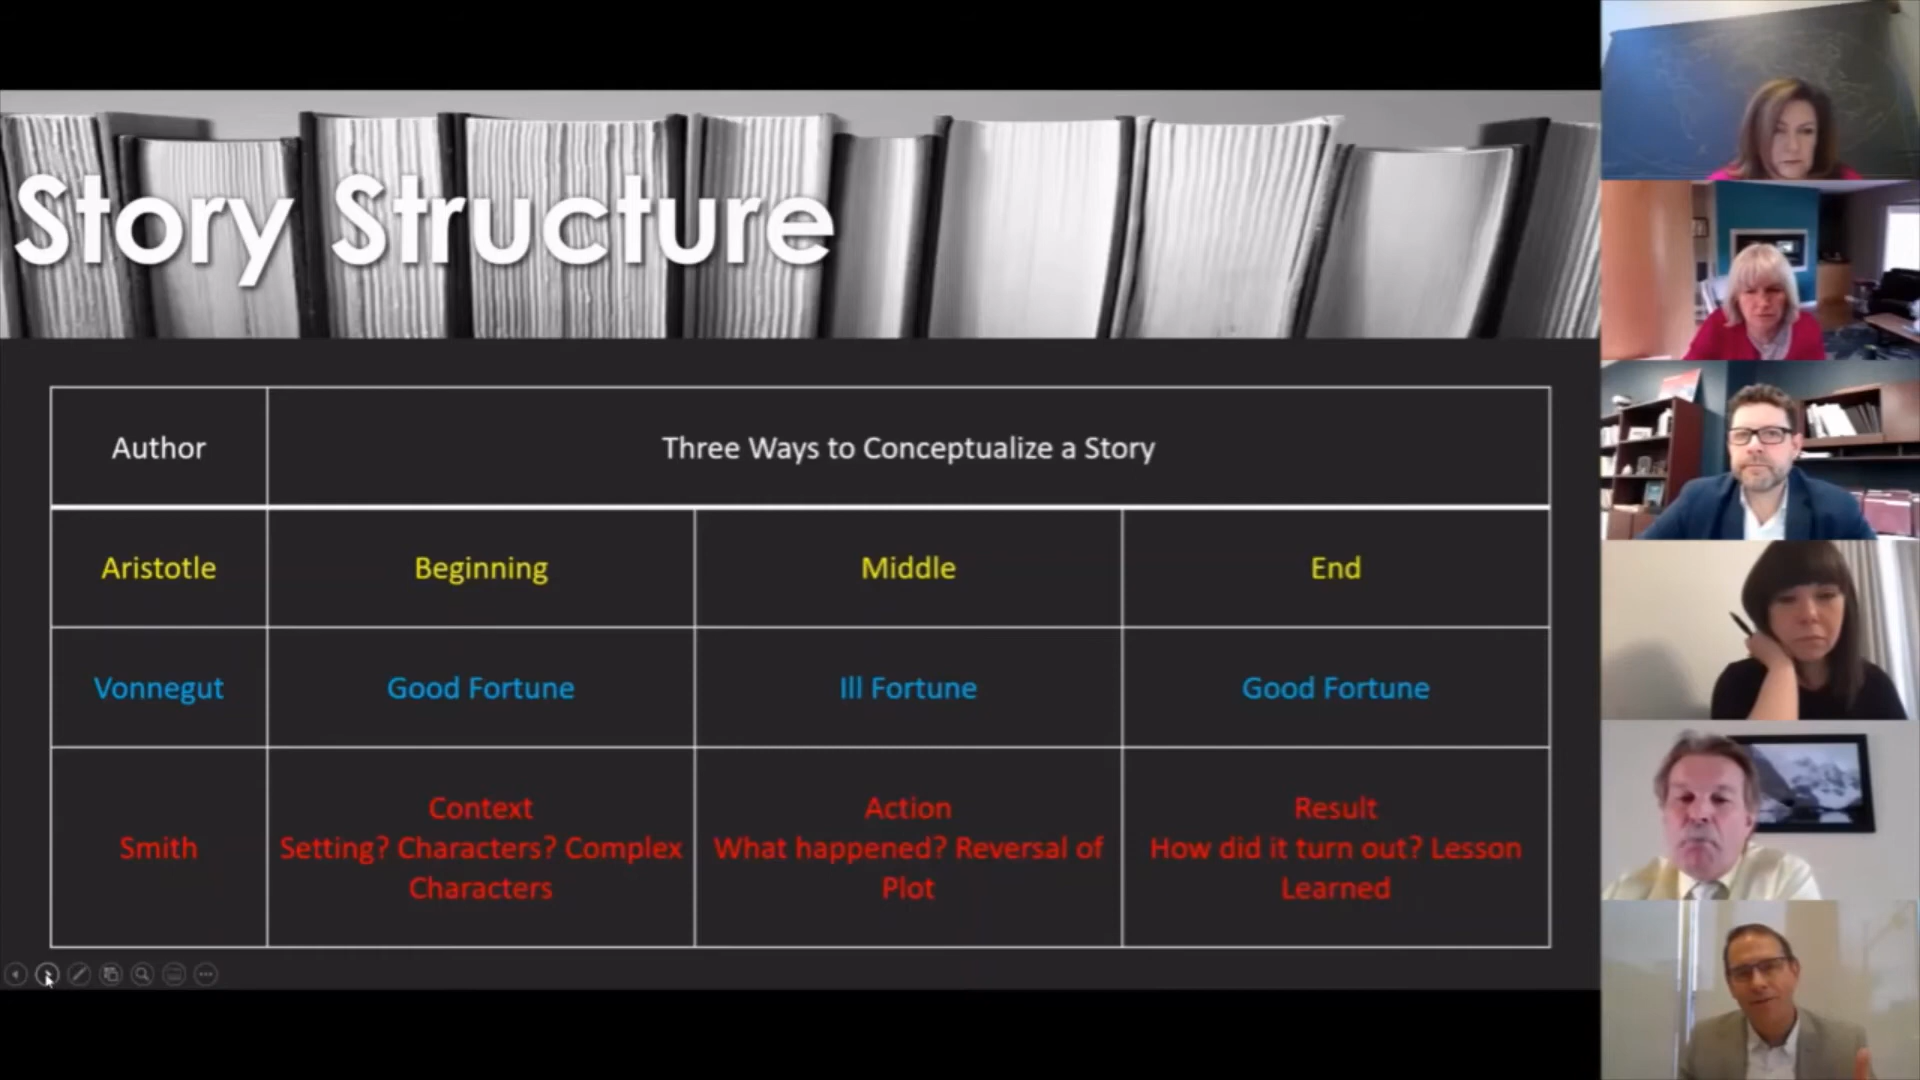 Story Structure
Author
Three Ways to Conceptualize a Story
Aristotle
Beginning
Middle
End
Vonnegut
Good Fortune
Ill Fortune
Good Fortune
Smith
Context
Setting? Characters? Complex
Characters
Action
What happened? Reversal of
Plot
Result
How did it turn out? Lesson
Learned